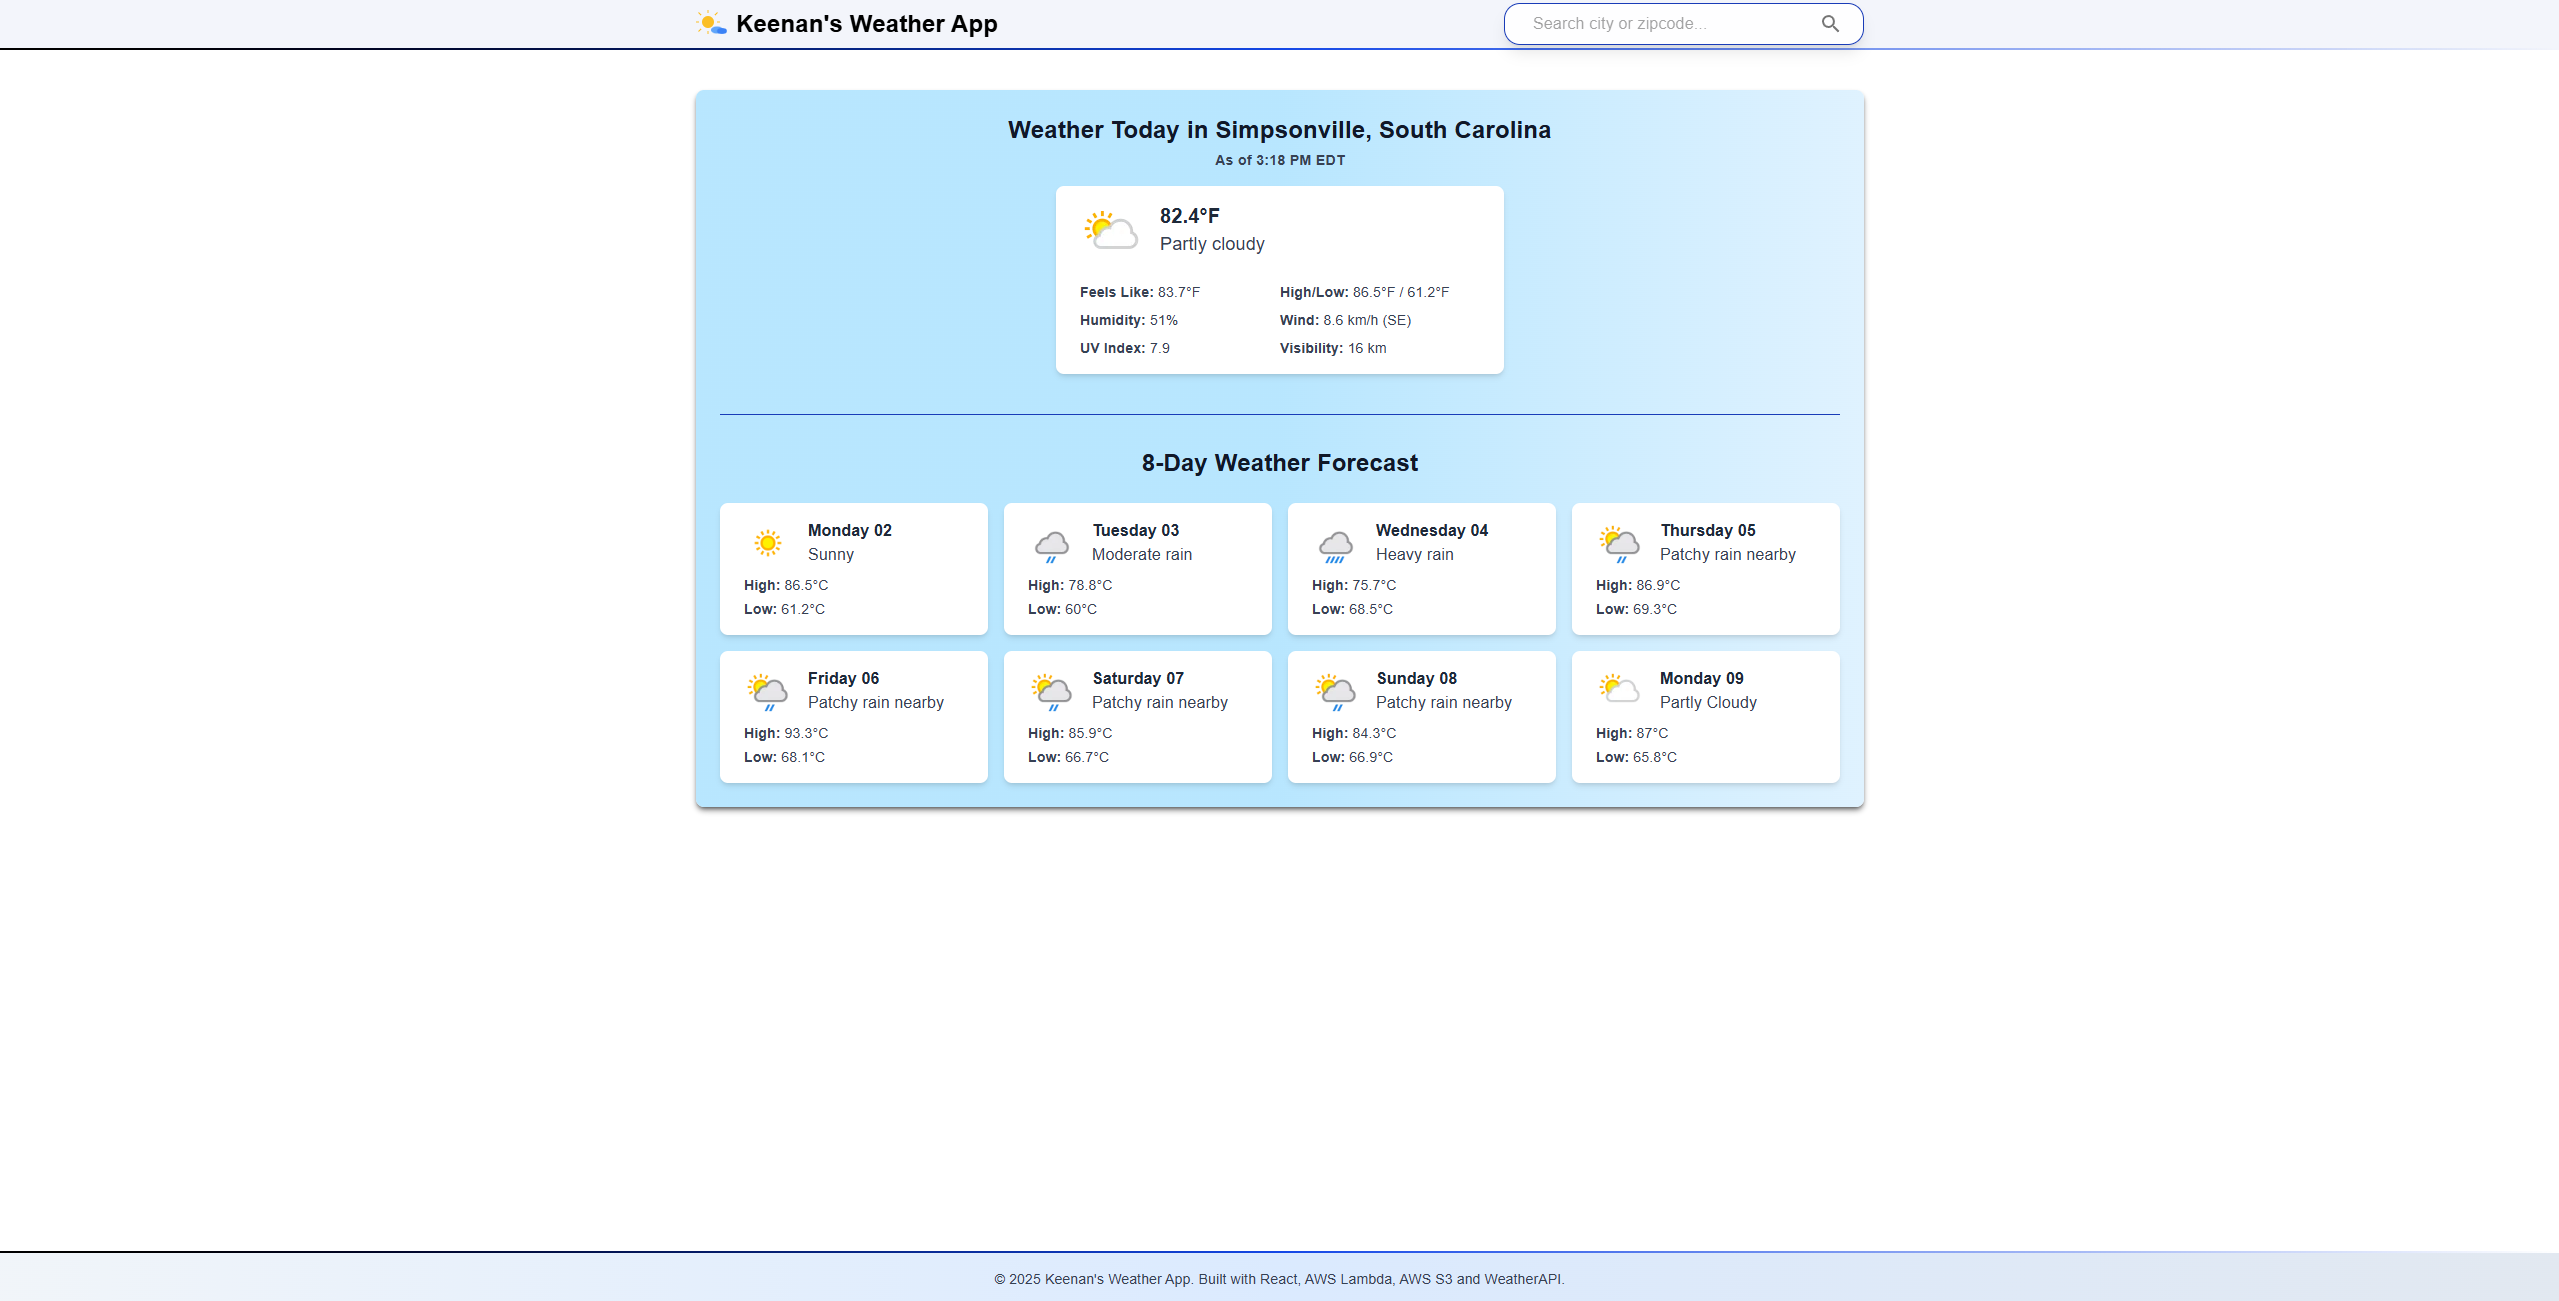 Keenan's Weather App
Search city or zipcode...
Weather Today in Simpsonville, South Carolina
As of 3:18 PM EDT
82.4°F
Partly cloudy
Feels Like: 83.7°F
High/Low: 86.5°F / 61.2°F
Humidity: 51%
Wind: 8.6 km/h (SE)
UV Index: 7.9
Visibility: 16 km
8-Day Weather Forecast
Monday 02
Sunny
High: 86.5°C
Low: 61.2°C
Tuesday 03
Moderate rain
High: 78.8°C
Low: 60°C
Wednesday 04
Heavy rain
High: 75.7°C
Low: 68.5°C
Thursday 05
Patchy rain nearby
High: 86.9°C
Low: 69.3°C
Friday 06
Patchy rain nearby
High: 93.3°C
Low: 68.1°C
Saturday 07
Patchy rain nearby
High: 85.9°C
Low: 66.7°C
Sunday 08
Patchy rain nearby
High: 84.3°C
Low: 66.9°C
Monday 09
Partly Cloudy
High: 87°C
Low: 65.8°C
© 2025 Keenan's Weather App. Built with React, AWS Lambda, AWS S3 and WeatherAPI.